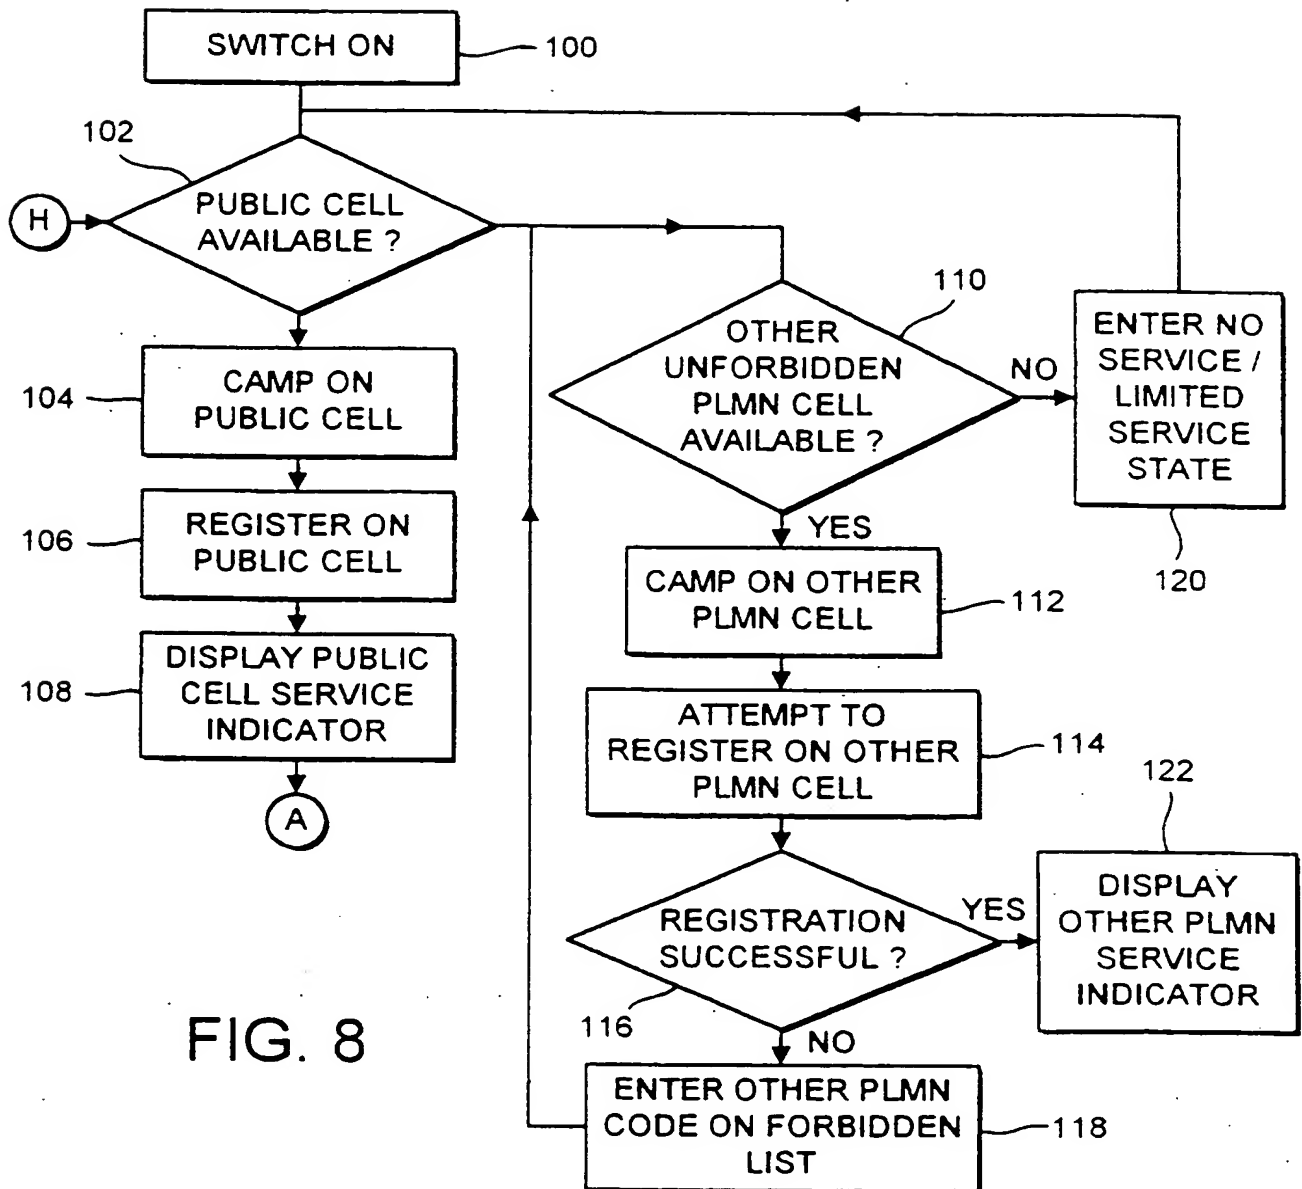 SWITCH ON
100
102
H
PUBLIC CELL
AVAILABLE ?
104
CAMP ON
PUBLIC CELL
106
REGISTER ON
PUBLIC CELL
108
DISPLAY PUBLIC
CELL SERVICE
INDICATOR
A
110
OTHER
UNFORBIDDEN
PLMN CELL
AVAILABLE ?
NO
ENTER NO
SERVICE /
LIMITED
SERVICE
STATE
120
YES
CAMP ON OTHER
PLMN CELL
112
ATTEMPT TO
REGISTER ON OTHER
PLMN CELL
114
REGISTRATION
SUCCESSFUL ?
116
YES
122
DISPLAY
OTHER PLMN
SERVICE
INDICATOR
NO
ENTER OTHER PLMN
CODE ON FORBIDDEN
LIST
118
FIG. 8